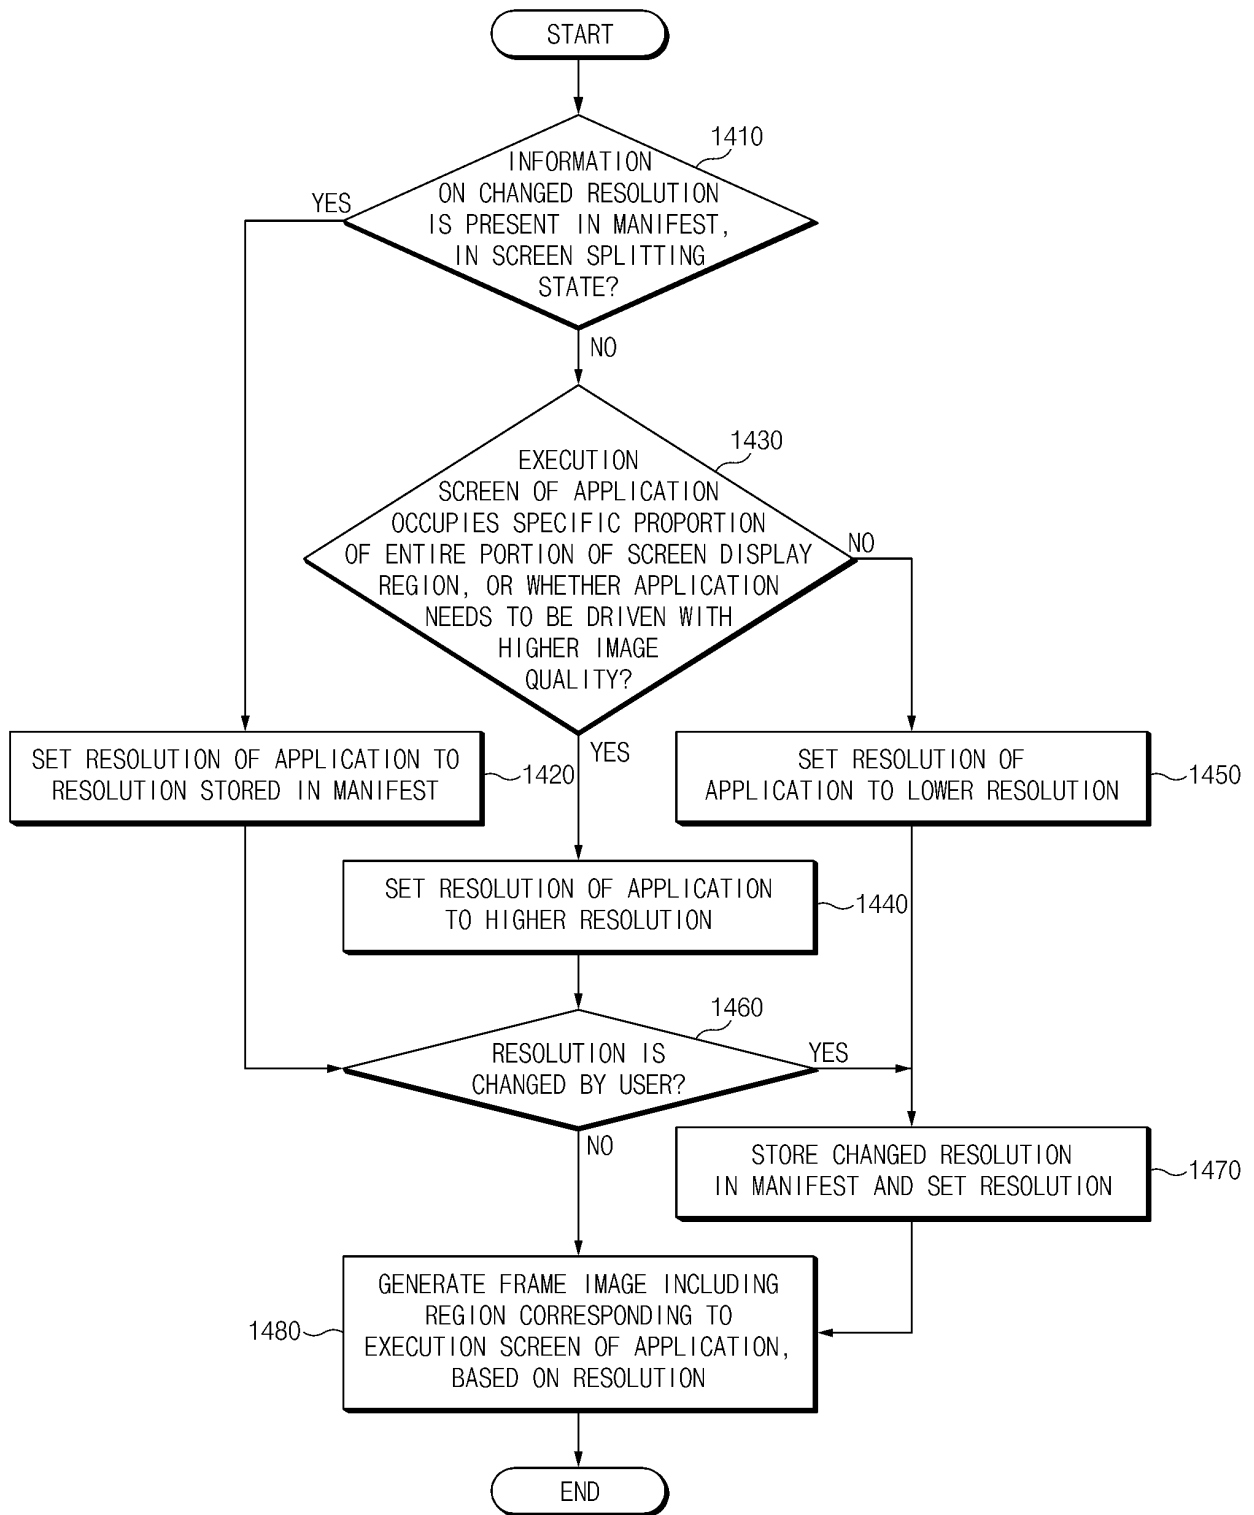 START
1410
INFORMATION
ON CHANGED RESOLUTION
IS PRESENT IN MANIFEST,
IN SCREEN SPLITTING
STATE?
YES
NO
1430
EXECUTION
SCREEN OF APPLICATION
OCCUPIES SPECIFIC PROPORTION
OF ENTIRE PORTION OF SCREEN DISPLAY
REGION, OR WHETHER APPLICATION
NEEDS TO BE DRIVEN WITH
HIGHER IMAGE
QUALITY?
NO
YES
SET RESOLUTION OF APPLICATION TO
RESOLUTION STORED IN MANIFEST
1420
SET RESOLUTION OF
APPLICATION TO LOWER RESOLUTION
1450
SET RESOLUTION OF APPLICATION
TO HIGHER RESOLUTION
1440
1460
RESOLUTION IS
CHANGED BY USER?
YES
NO
STORE CHANGED RESOLUTION
IN MANIFEST AND SET RESOLUTION
1470
GENERATE FRAME IMAGE INCLUDING
REGION CORRESPONDING TO
EXECUTION SCREEN OF APPLICATION,
BASED ON RESOLUTION
1480
END